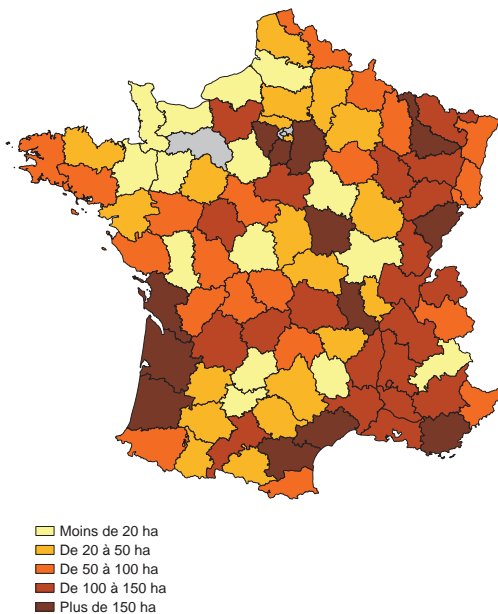 Moins de 20 ha
De 20 à 50 ha
De 50 à 100 ha
De 100 à 150 ha
Plus de 150 ha